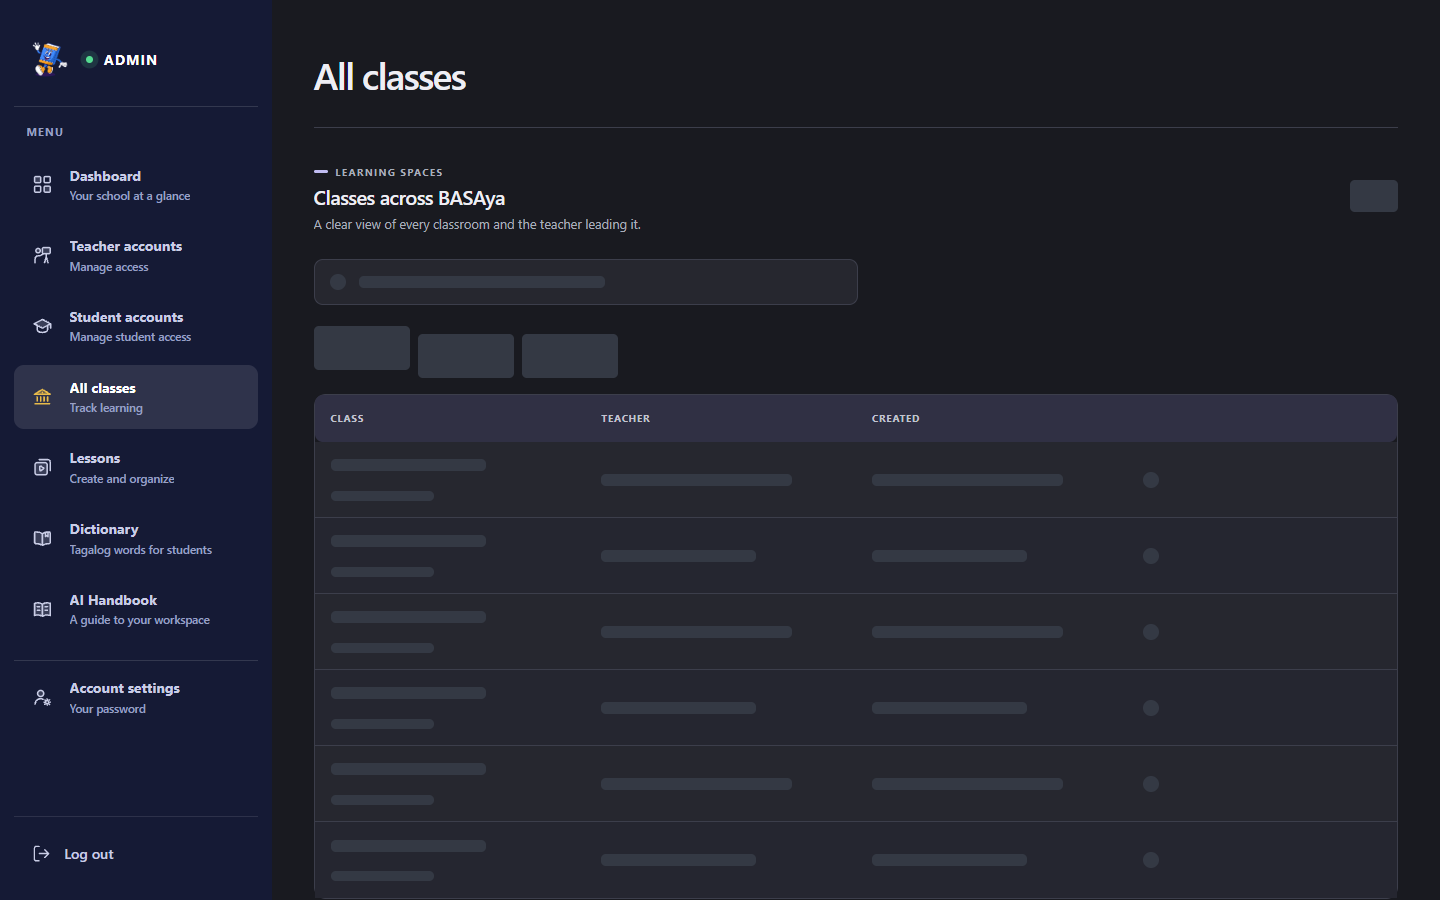 ADMIN
MENU
Dashboard
Your school at a glance
Teacher accounts
Manage access
Student accounts
Manage student access
All classes
Track learning
Lessons
Create and organize
Dictionary
Tagalog words for students
AI Handbook
A guide to your workspace
Account settings
Your password
Log out
All classes
LEARNING SPACES
Classes across BASAya
A clear view of every classroom and the teacher leading it.
CLASS TEACHER CREATED